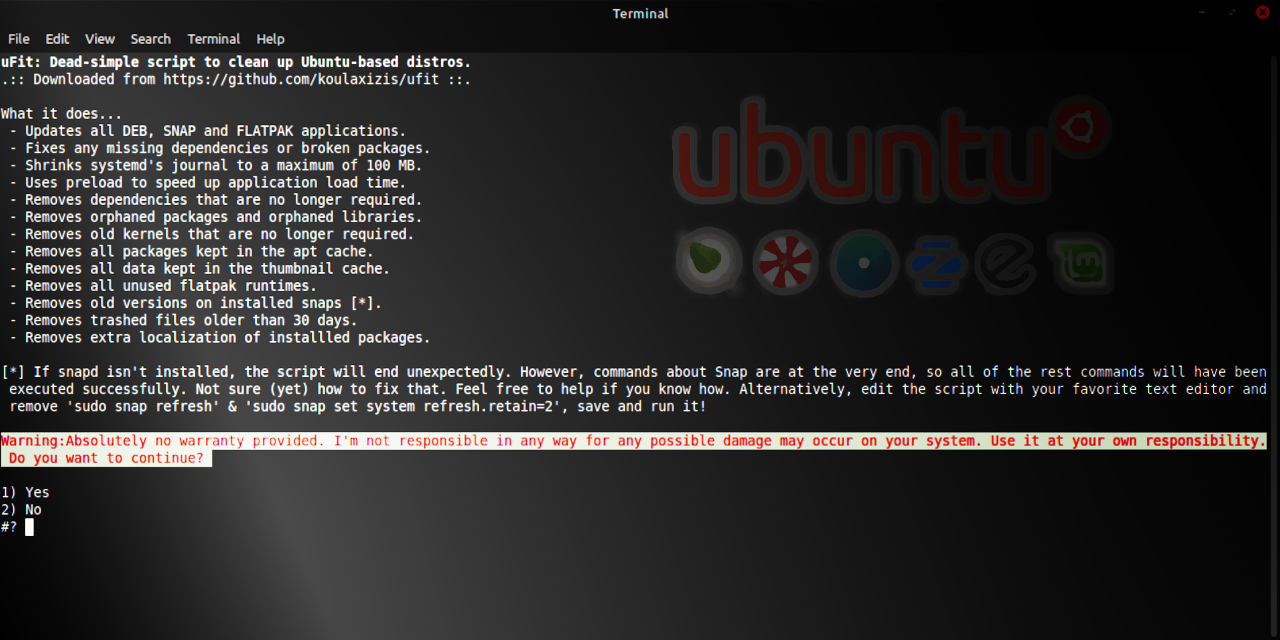 Terminal
File Edit View Search Terminal Help
uFit: Dead-simple script to clean up Ubuntu-based distros.
.:: Downloaded from https://github.com/koulaxizis/ufit ::.
What it does...
- Updates all DEB, SNAP and FLATPAK applications.
- Fixes any missing dependencies or broken packages.
- Shrinks systemd's journal to a maximum of 100 MB.
- Uses preload to speed up application load time.
- Removes dependencies that are no longer required.
- Removes orphaned packages and orphaned libraries.
- Removes old kernels that are no longer required.
- Removes all packages kept in the apt cache.
- Removes all data kept in the thumbnail cache.
- Removes all unused flatpak runtimes.
- Removes old versions on installed snaps [*].
- Removes trashed files older than 30 days.
- Removes extra localization of installled packages.
ubuntu
[*] If snapd isn't installed, the script will end unexpectedly. However, commands about Snap are at the very end, so all of the rest commands will have been
executed successfully. Not sure (yet) how to fix that. Feel free to help if you know how. Alternatively, edit the script with your favorite text editor and
remove 'sudo snap refresh' & 'sudo snap set system refresh.retain=2', save and run it!
Warning:Absolutely no warranty provided. I'm not responsible in any way for any possible damage may occur on your system. Use it at your own responsibility.
Do you want to continue?
1) Yes
2) No
#?